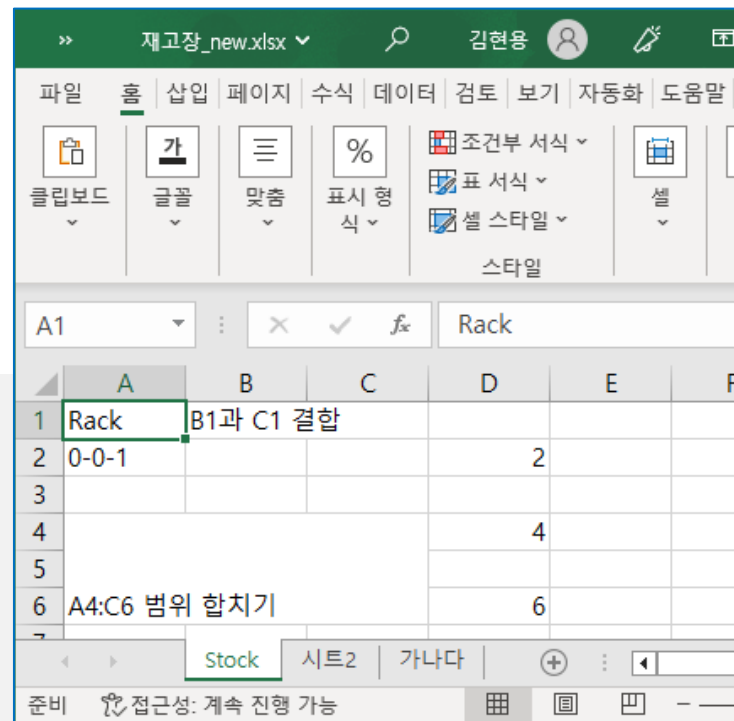 » 재고장_new.xlsx 김현용
파일 홈 삽입 페이지 수식 데이터 검토 보기 자동화 도움말
가 %
클립보드 글꼴 맞춤 표시 형식 조건부 서식 표 서식 셀 스타일 셀
스타일
A1 fx Rack
A B C D E F
1 Rack B1과 C1 결합
2 0-0-1 2
3
4 4
5
6 A4:C6 범위 합치기 6
7
Stock 시트2 가나다
준비 접근성: 계속 진행 가능